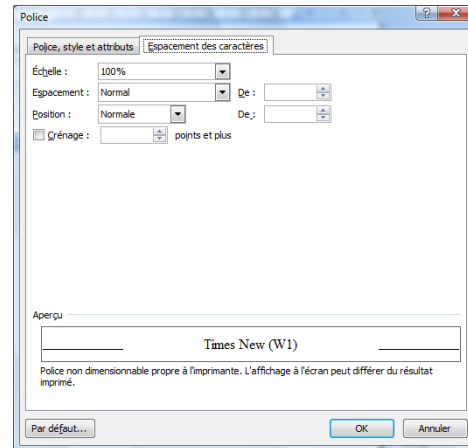 Police
Police, style et attributs Espacement des caractères
Échelle : 100%
Espacement : Normal De :
Position : Normale De :
Crénage : points et plus
Aperçu
Times New (W1)
Police non dimensionnable propre à l'imprimante. L'affichage à l'écran peut différer du résultat
imprimé.
Par défaut... OK Annuler